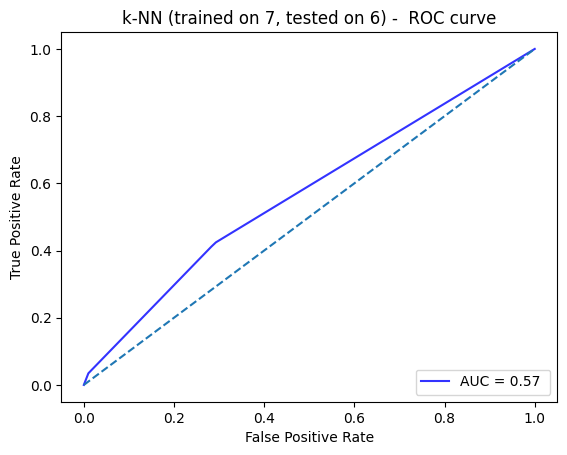 k-NN (trained on 7, tested on 6) -  ROC curve
1.0
0.8
0.6
0.4
0.2
0.0
True Positive Rate
AUC = 0.57
0.0 0.2 0.4 0.6 0.8 1.0
False Positive Rate